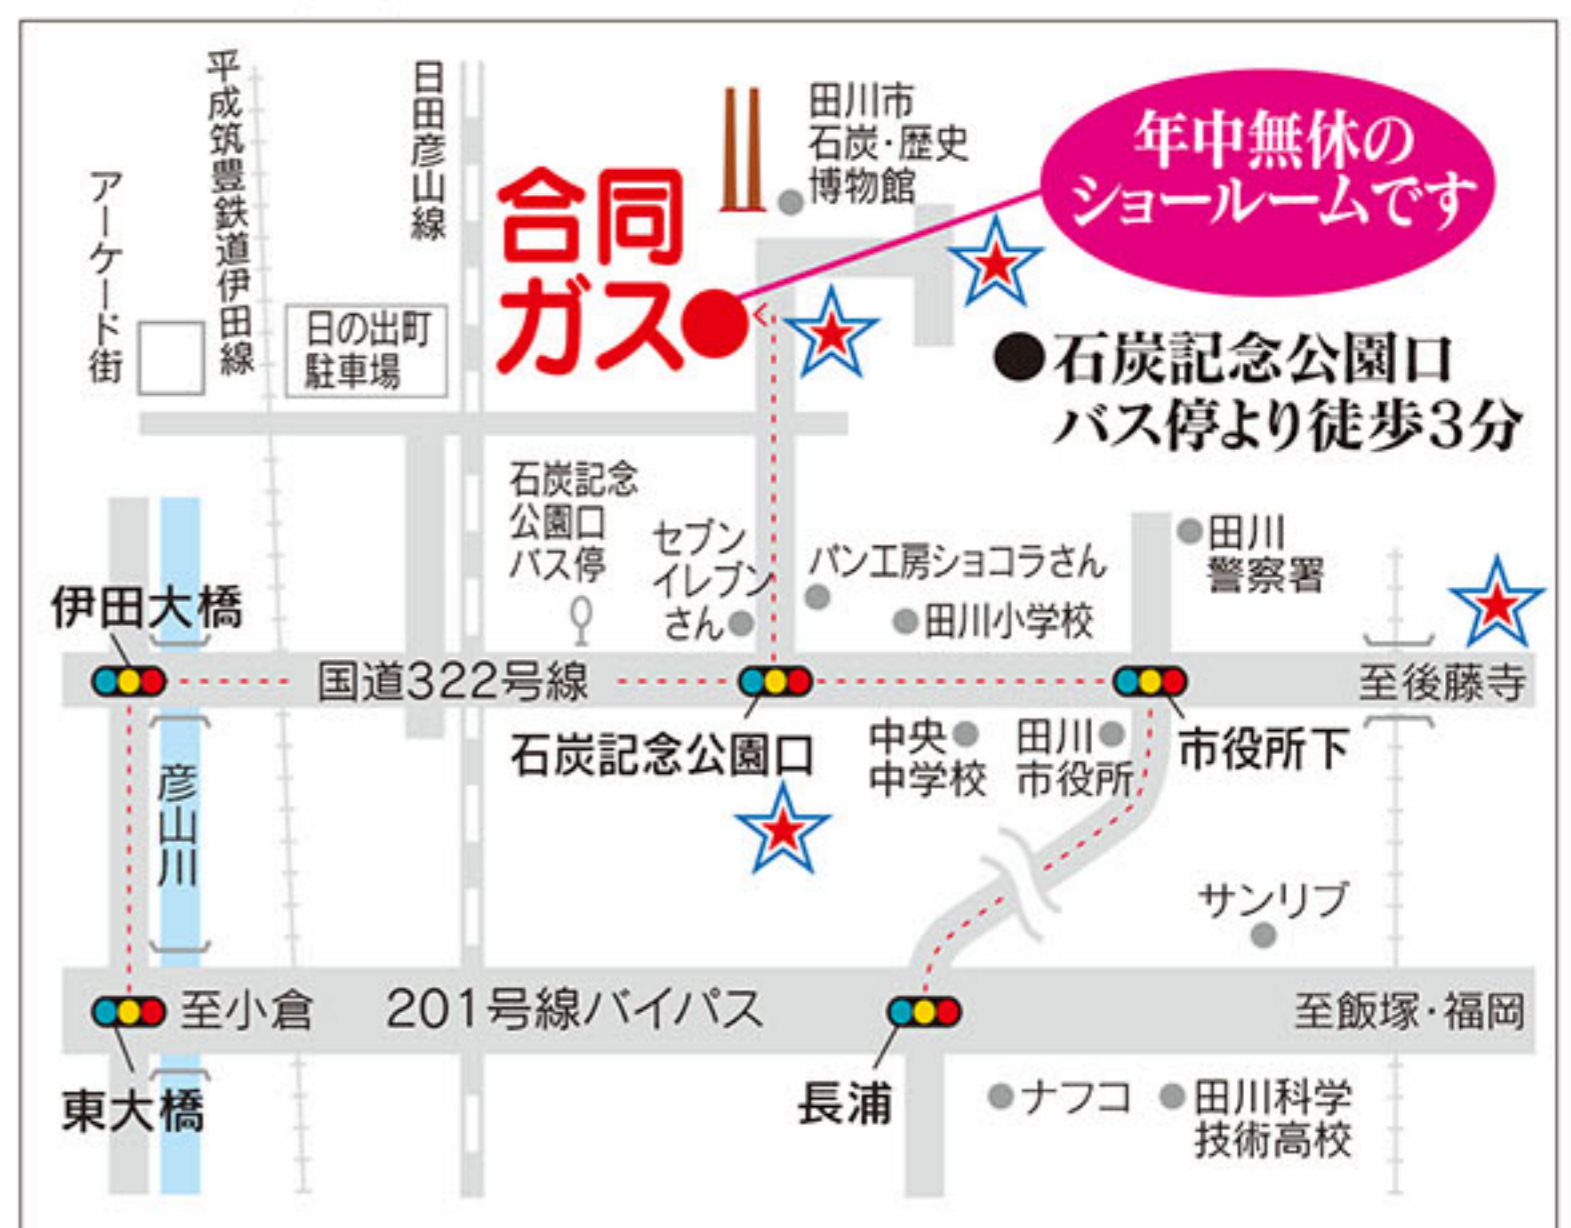 平成筑豊鉄道伊田線
日田彦山線
アーケード街
日の出町
駐車場
合同
ガス
田川市
石炭・歴史
博物館
年中無休の
ショールームです
●石炭記念公園口
バス停より徒歩3分
石炭記念
公園口
バス停
セブン
イレブン
さん
パン工房ショコラさん
田川小学校
田川
警察署
伊田大橋
国道322号線
至後藤寺
石炭記念公園口
中央
中学校
田川
市役所
市役所下
彦山川
サンリブ
至小倉
201号線バイパス
至飯塚・福岡
東大橋
長浦
ナフコ
田川科学
技術高校